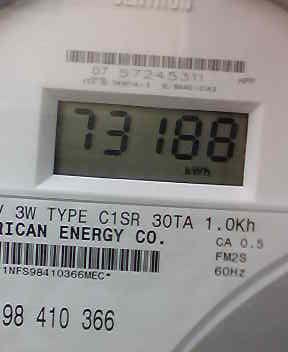 07 57245311
73188
kWh
V 3W TYPE C1SR 30TA 1.0Kh
RICAN ENERGY CO.
CA 0.5
FM2S
60Hz
1NFS98410366MEC*
98 410 366